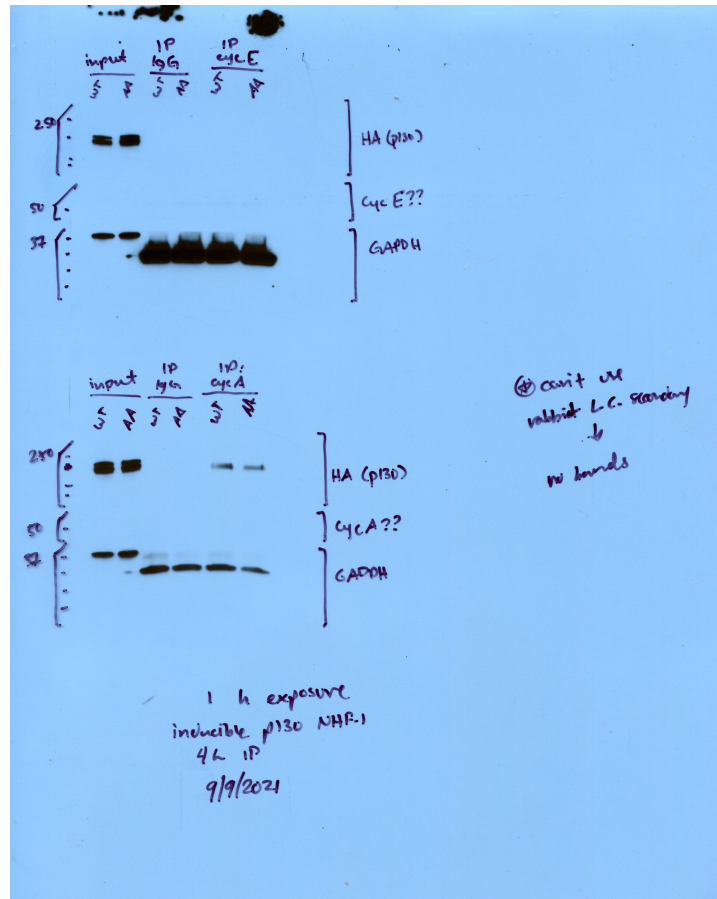 input IP IgG IP cycE
250
HA (p130)
50
cyc E??
37
GAPDH
input IP IgG IP: cycA
250
HA (p130)
50
cyc A??
37
GAPDH
can't use
rabbit L.C. secondary
no bands
1 h exposure
inducible p130 NHF-1
4h IP
9/9/2021